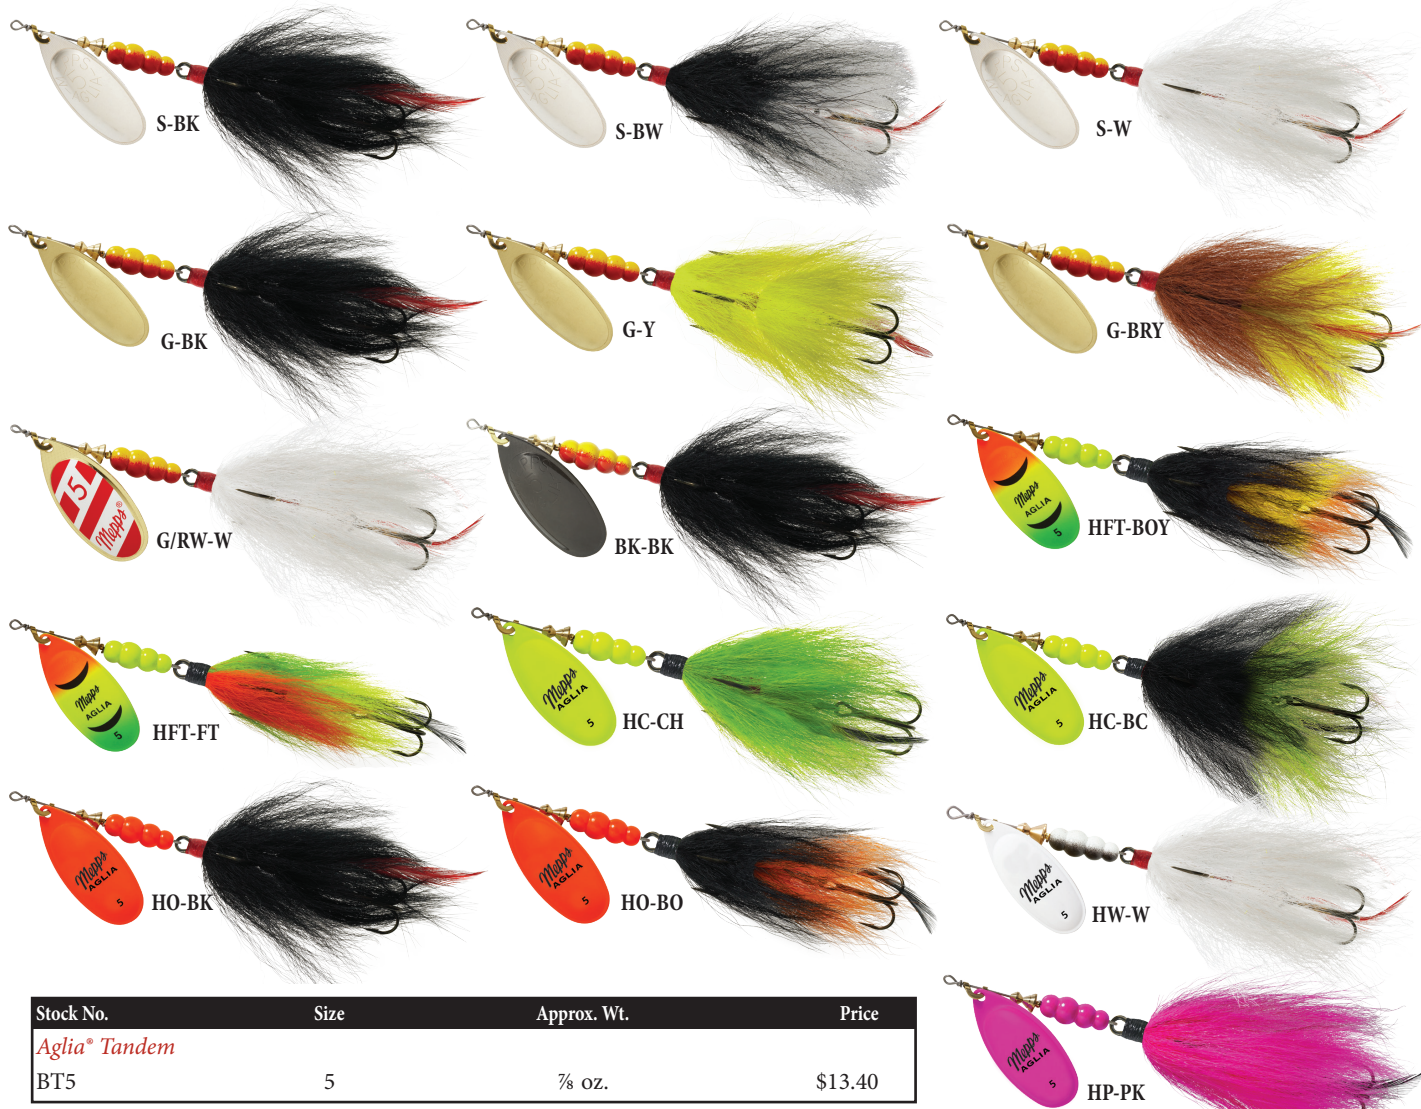 S-BK
S-BW
S-W
G-BK
G-Y
G-BRY
5
Mepps®
G/RW-W
BK-BK
Mepps
AGLIA
5
HFT-BOY
Mepps
AGLIA
5
HFT-FT
Mepps
AGLIA
5
HC-CH
Mepps
AGLIA
5
HC-BC
Mepps
AGLIA
5
HO-BK
Mepps
AGLIA
5
HO-BO
Mepps
AGLIA
5
HW-W
Mepps
AGLIA
5
HP-PK
Stock No. Size Approx. Wt. Price
Aglia® Tandem
BT5 5 ⅞ oz. $13.40